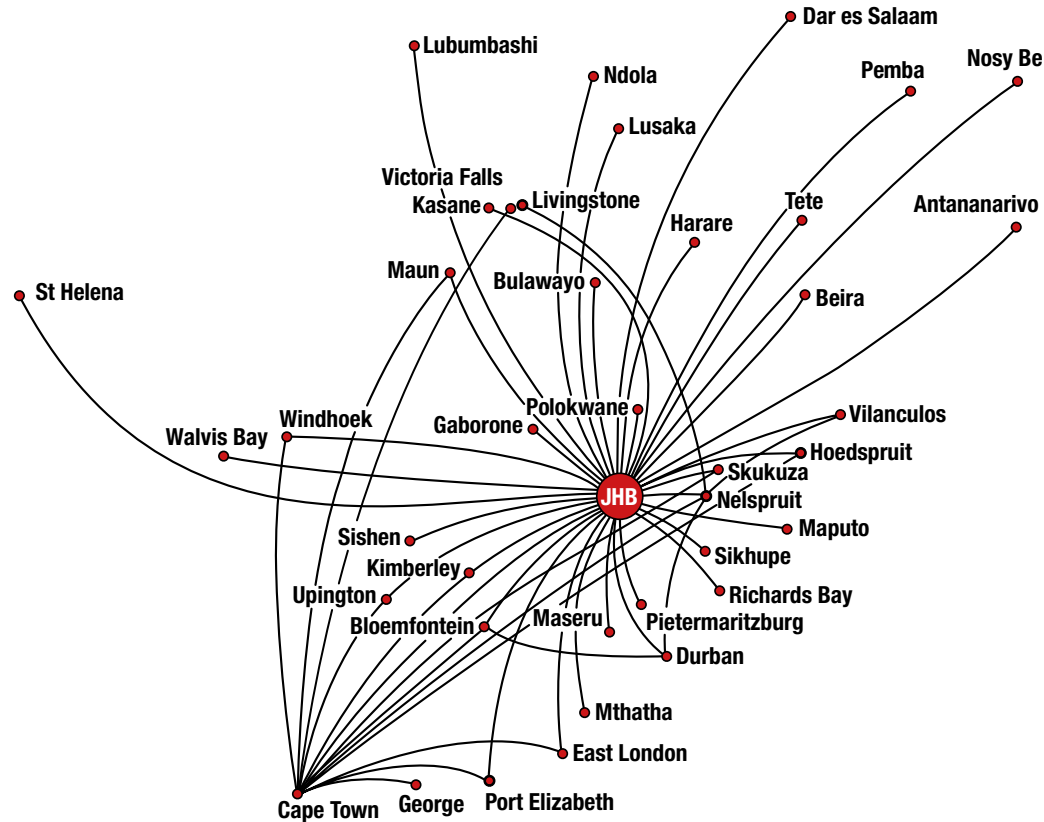 Dar es Salaam
Lubumbashi
Nosy Be
Pemba
Ndola
Lusaka
Victoria Falls
Kasane
Livingstone
Tete
Antananarivo
Harare
Maun
Bulawayo
St Helena
Beira
Polokwane
Vilanculos
Windhoek
Gaborone
Walvis Bay
Hoedspruit
Skukuza
JHB
Nelspruit
Maputo
Sishen
Sikhupe
Kimberley
Upington
Richards Bay
Maseru
Pietermaritzburg
Bloemfontein
Durban
Mthatha
East London
Cape Town
George
Port Elizabeth